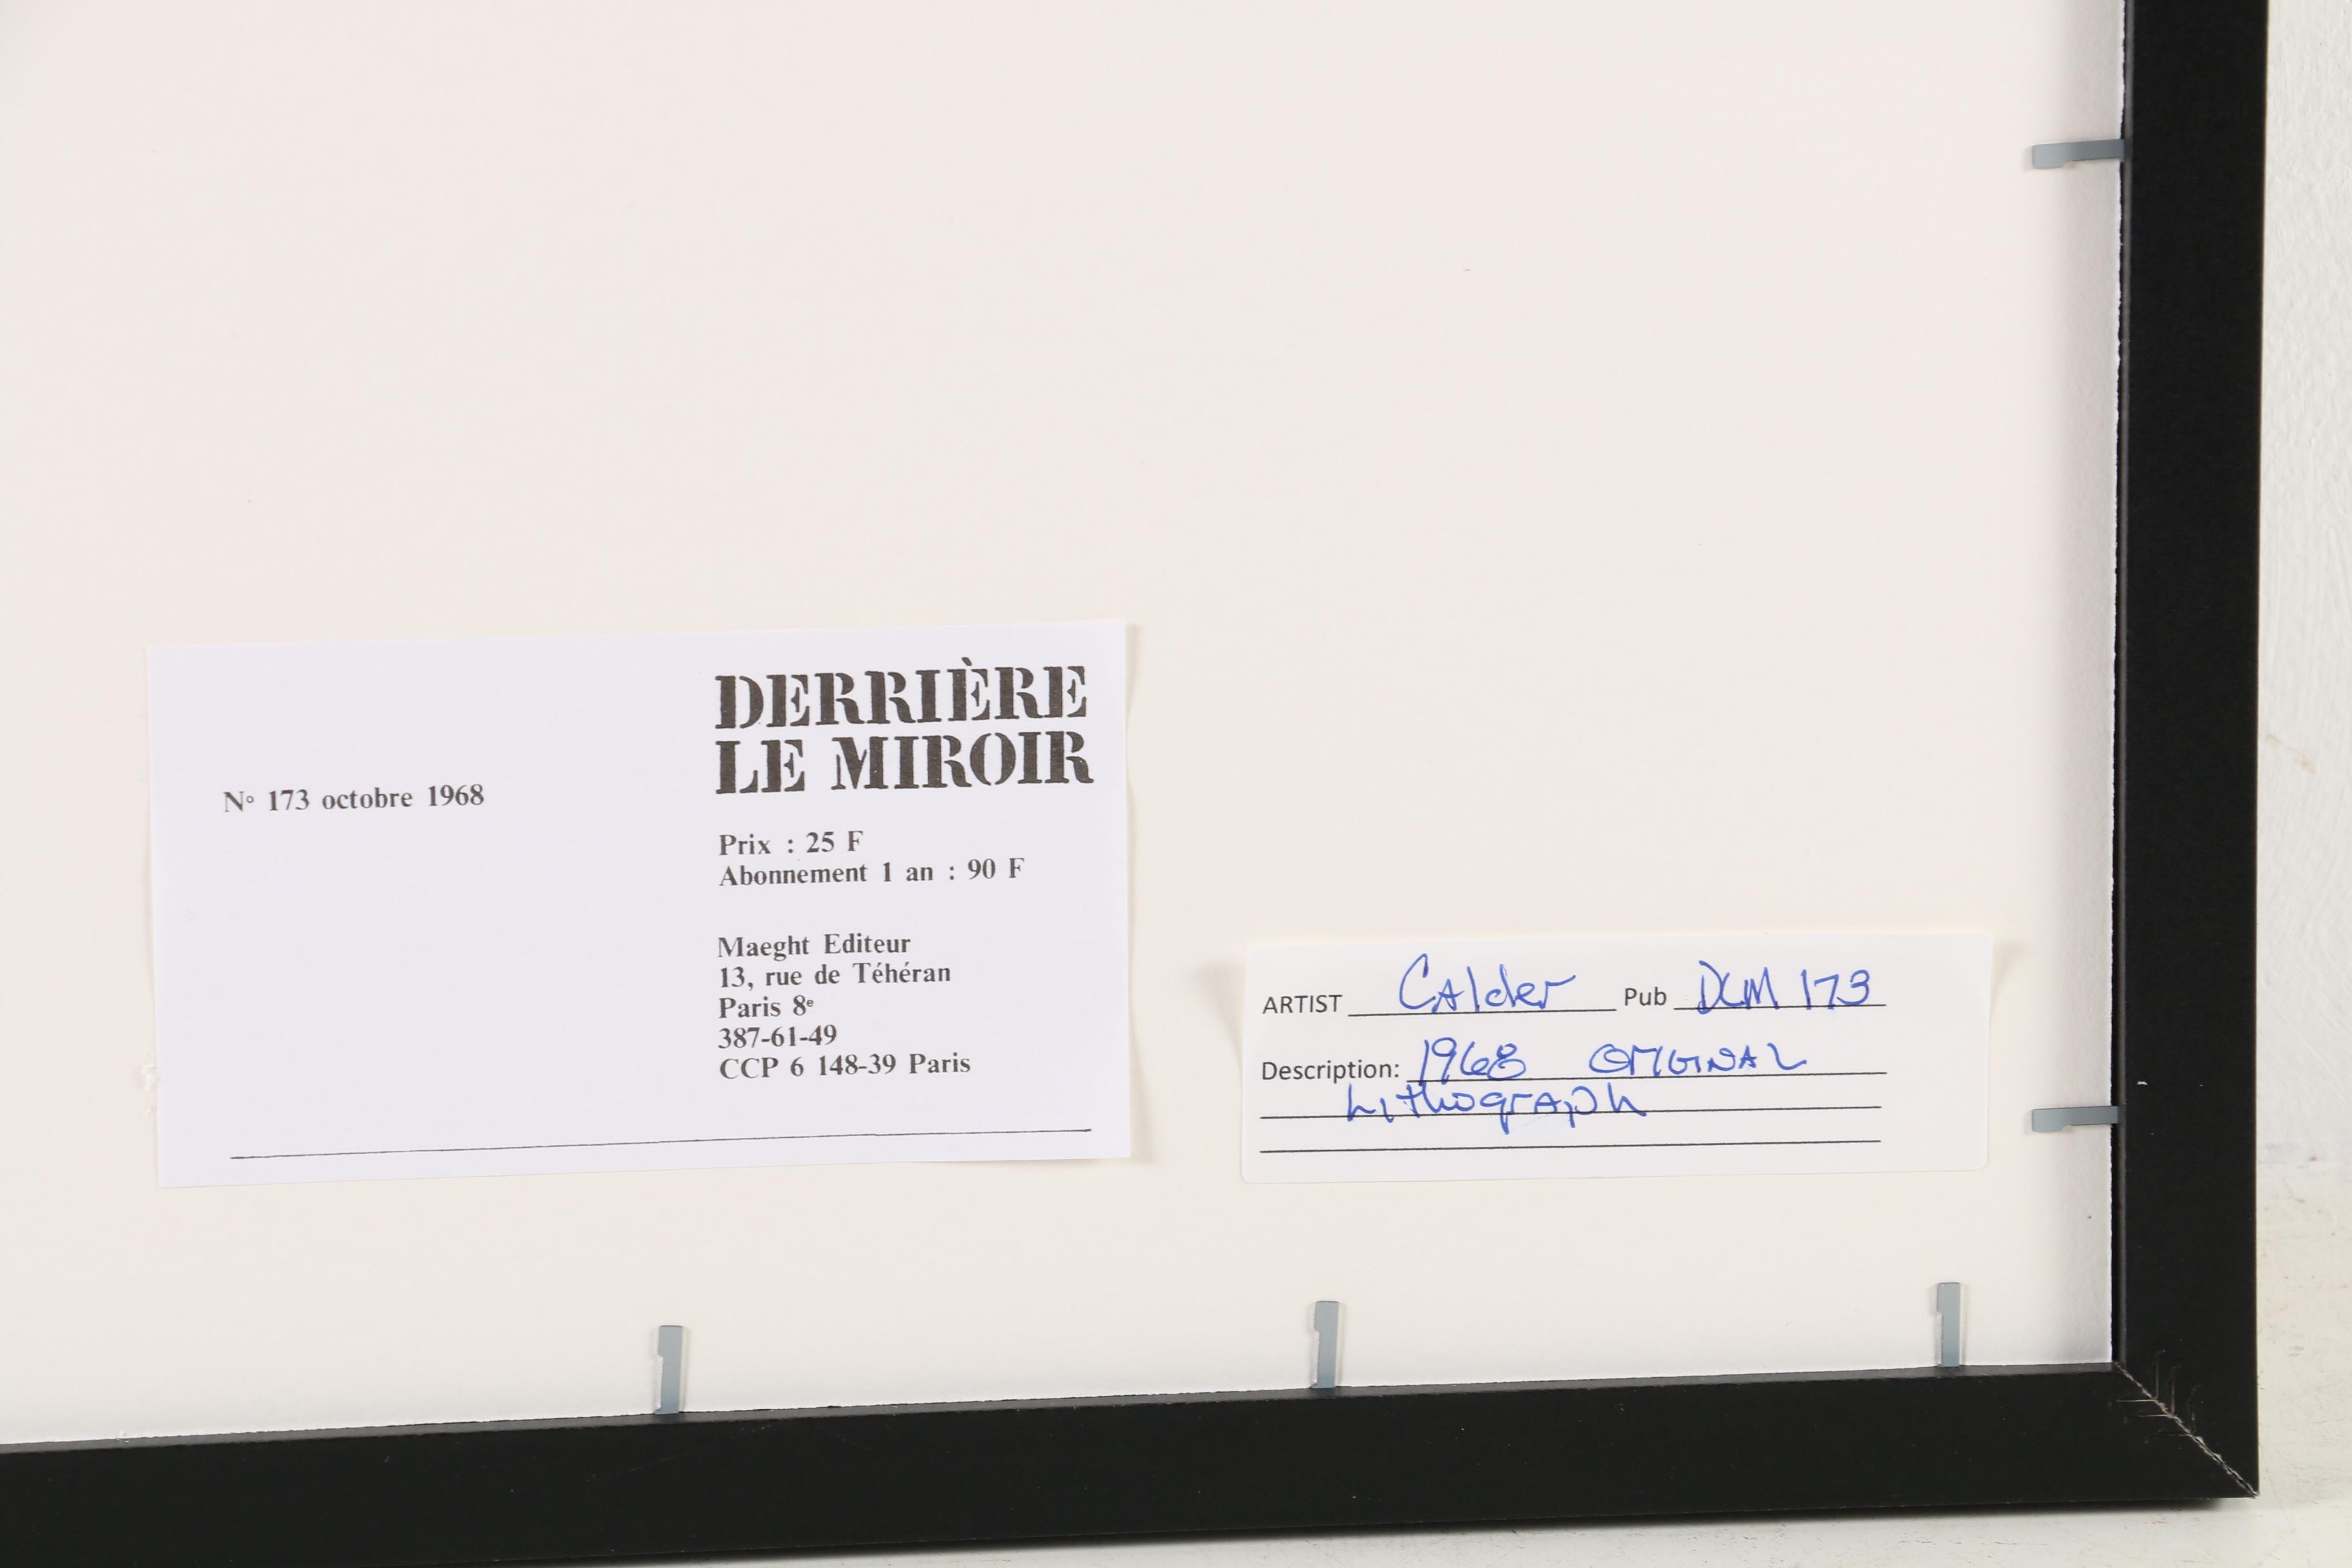 DERRIÈRE
LE MIROIR
Nº 173 octobre 1968
Prix : 25 F
Abonnement 1 an : 90 F
Maeght Editeur
13, rue de Téhéran
Paris 8ᵉ
387-61-49
CCP 6 148-39 Paris
ARTIST Calder Pub DLM 173
Description: 1968 ORIGINAL
Lithograph